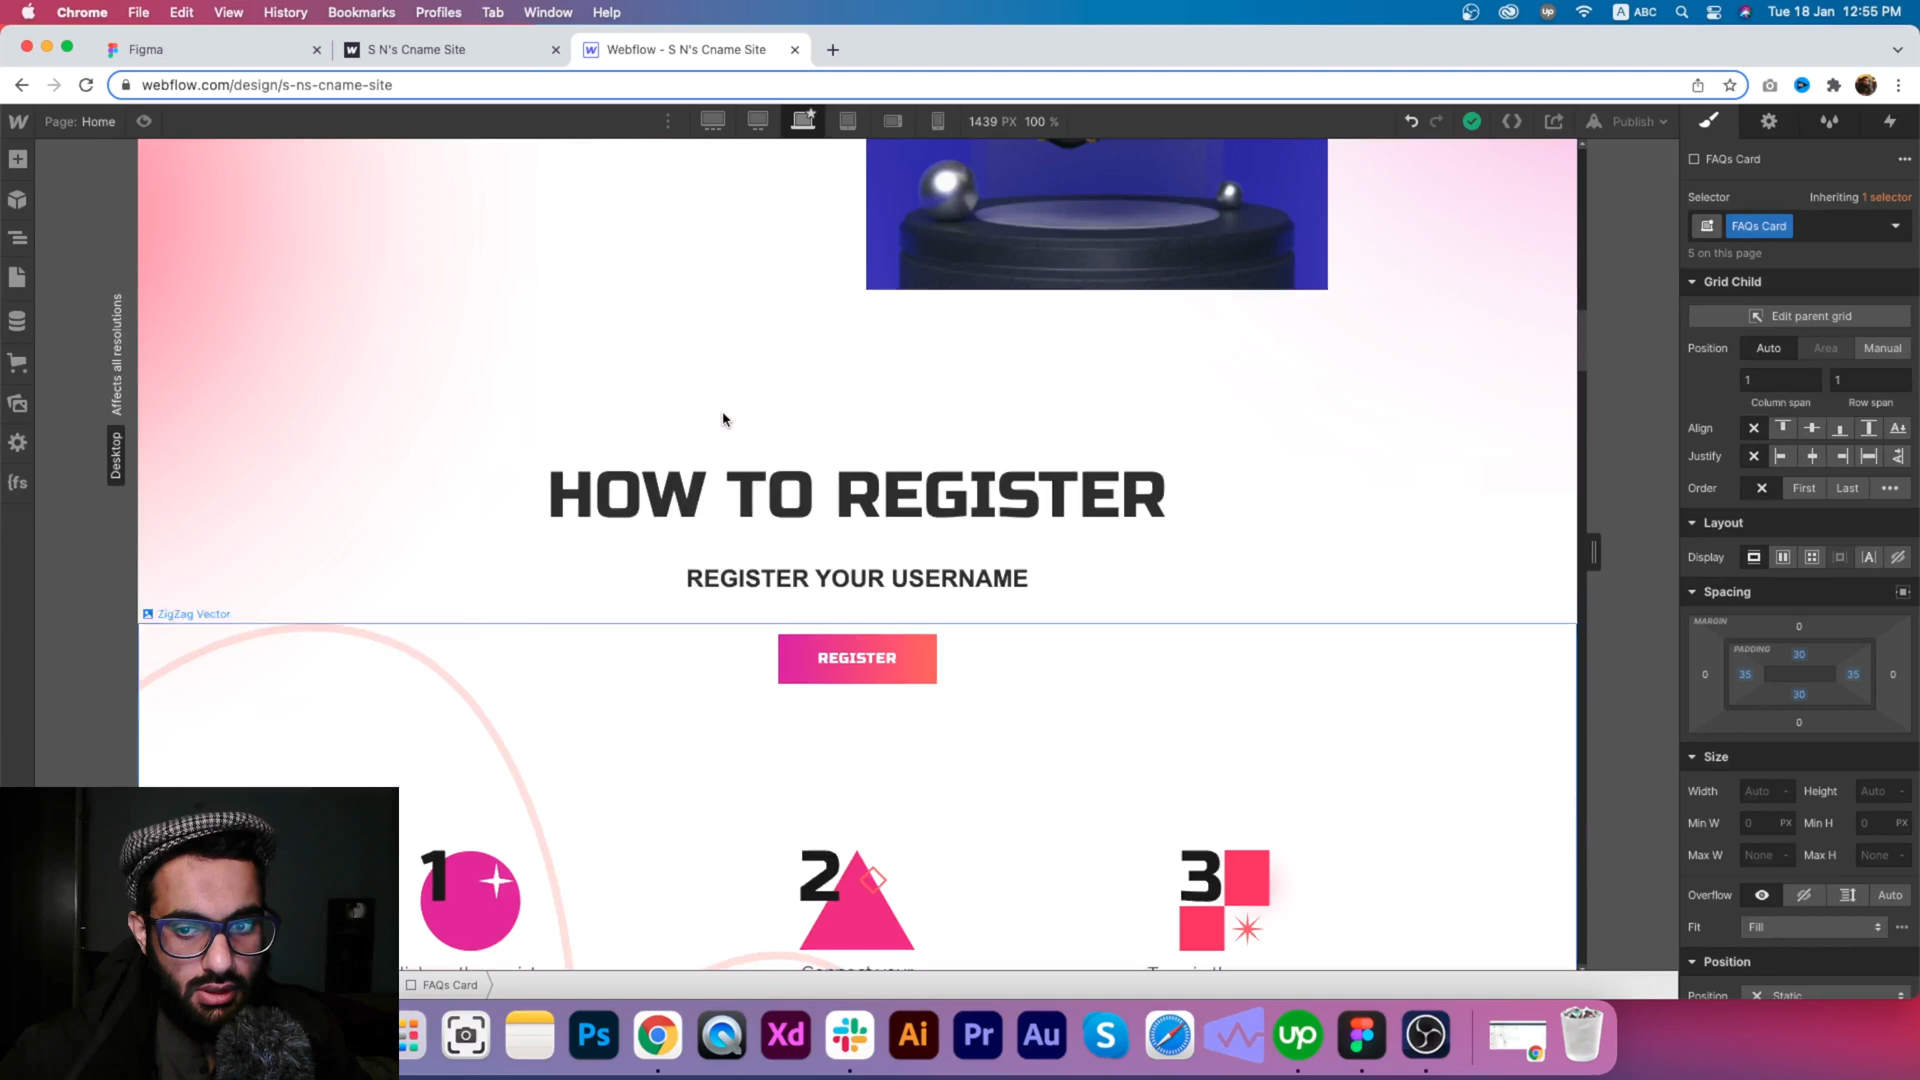 Chrome File Edit View History Bookmarks Profiles Tab Window Help
A ABC Tue 18 Jan 12:55 PM
Figma
S N's Cname Site
Webflow - S N's Cname Site
webflow.com/design/s-ns-cname-site
Page: Home
1439 PX 100 %
Publish
FAQs Card
Selector Inheriting 1 selector
FAQs Card
5 on this page
Grid Child
Edit parent grid
Position Auto Area Manual
1 1
Column span Row span
Align
Justify
Order First Last
Layout
Display
Spacing
MARGIN
0
PADDING
30
0 35 35 0
30
0
Size
Width Auto - Height Auto -
Min W 0 PX Min H 0 PX
Max W None - Max H None -
Overflow Auto
Fit Fill
Position
Position Static
Affects all resolutions
Desktop
HOW TO REGISTER
REGISTER YOUR USERNAME
ZigZag Vector
REGISTER
1 2 3
Connect your
FAQs Card
Ps Xd Ai Pr Au S up